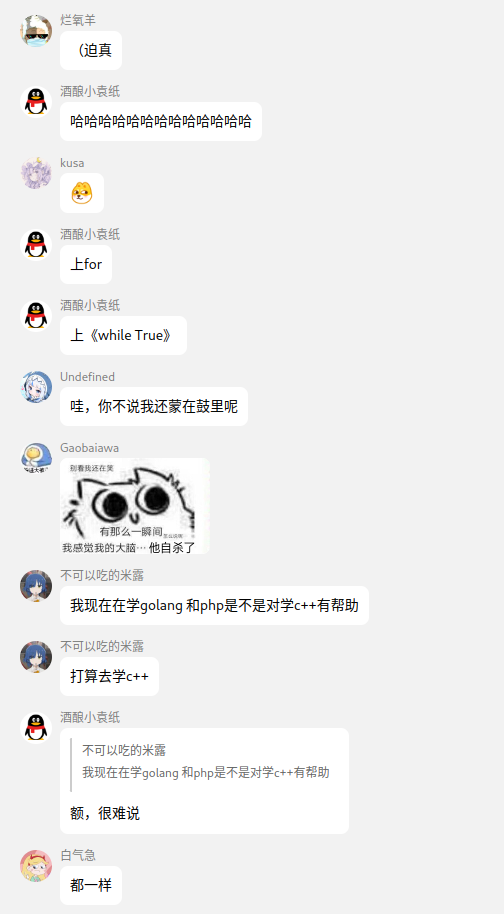 烂氧羊
（迫真
酒酿小袁纸
哈哈哈哈哈哈哈哈哈哈哈哈哈
kusa
酒酿小袁纸
上for
酒酿小袁纸
上《while True》
Undefined
哇，你不说我还蒙在鼓里呢
Gaobaiawa
别看我还在笑
有那么一瞬间
我感觉我的大脑… 他自杀了
不可以吃的米露
我现在在学golang 和php是不是对学c++有帮助
不可以吃的米露
打算去学c++
酒酿小袁纸
不可以吃的米露
我现在在学golang 和php是不是对学c++有帮助
额，很难说
白气急
都一样